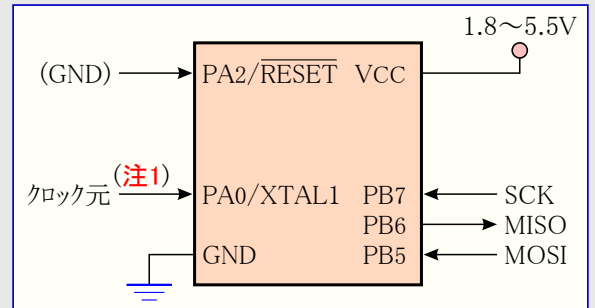 1.8～5.5V
(GND) PA2/RESET VCC
(注1)
ｸﾛｯｸ元 PA0/XTAL1 PB7 SCK
PB6 MISO
GND PB5 MOSI